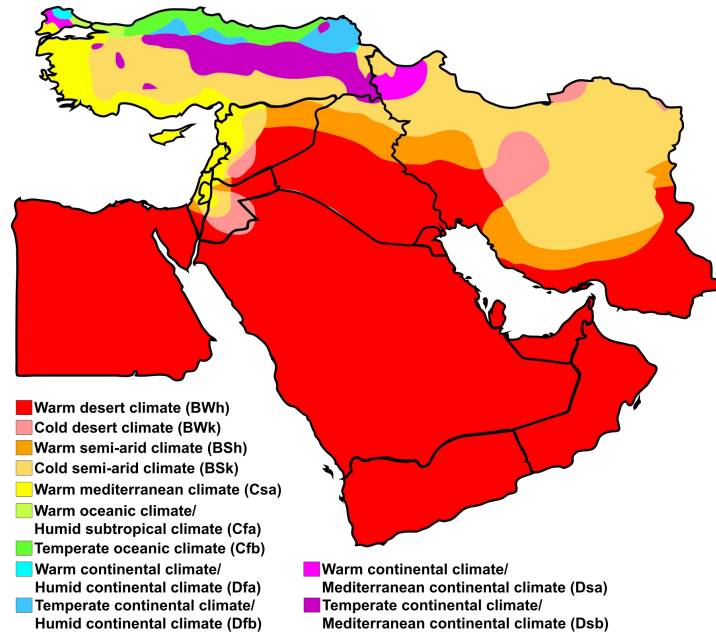 Warm desert climate (BWh)
Cold desert climate (BWk)
Warm semi-arid climate (BSh)
Cold semi-arid climate (BSk)
Warm mediterranean climate (Csa)
Warm oceanic climate/
Humid subtropical climate (Cfa)
Temperate oceanic climate (Cfb)
Warm continental climate/
Humid continental climate (Dfa)
Temperate continental climate/
Humid continental climate (Dfb)
Warm continental climate/
Mediterranean continental climate (Dsa)
Temperate continental climate/
Mediterranean continental climate (Dsb)